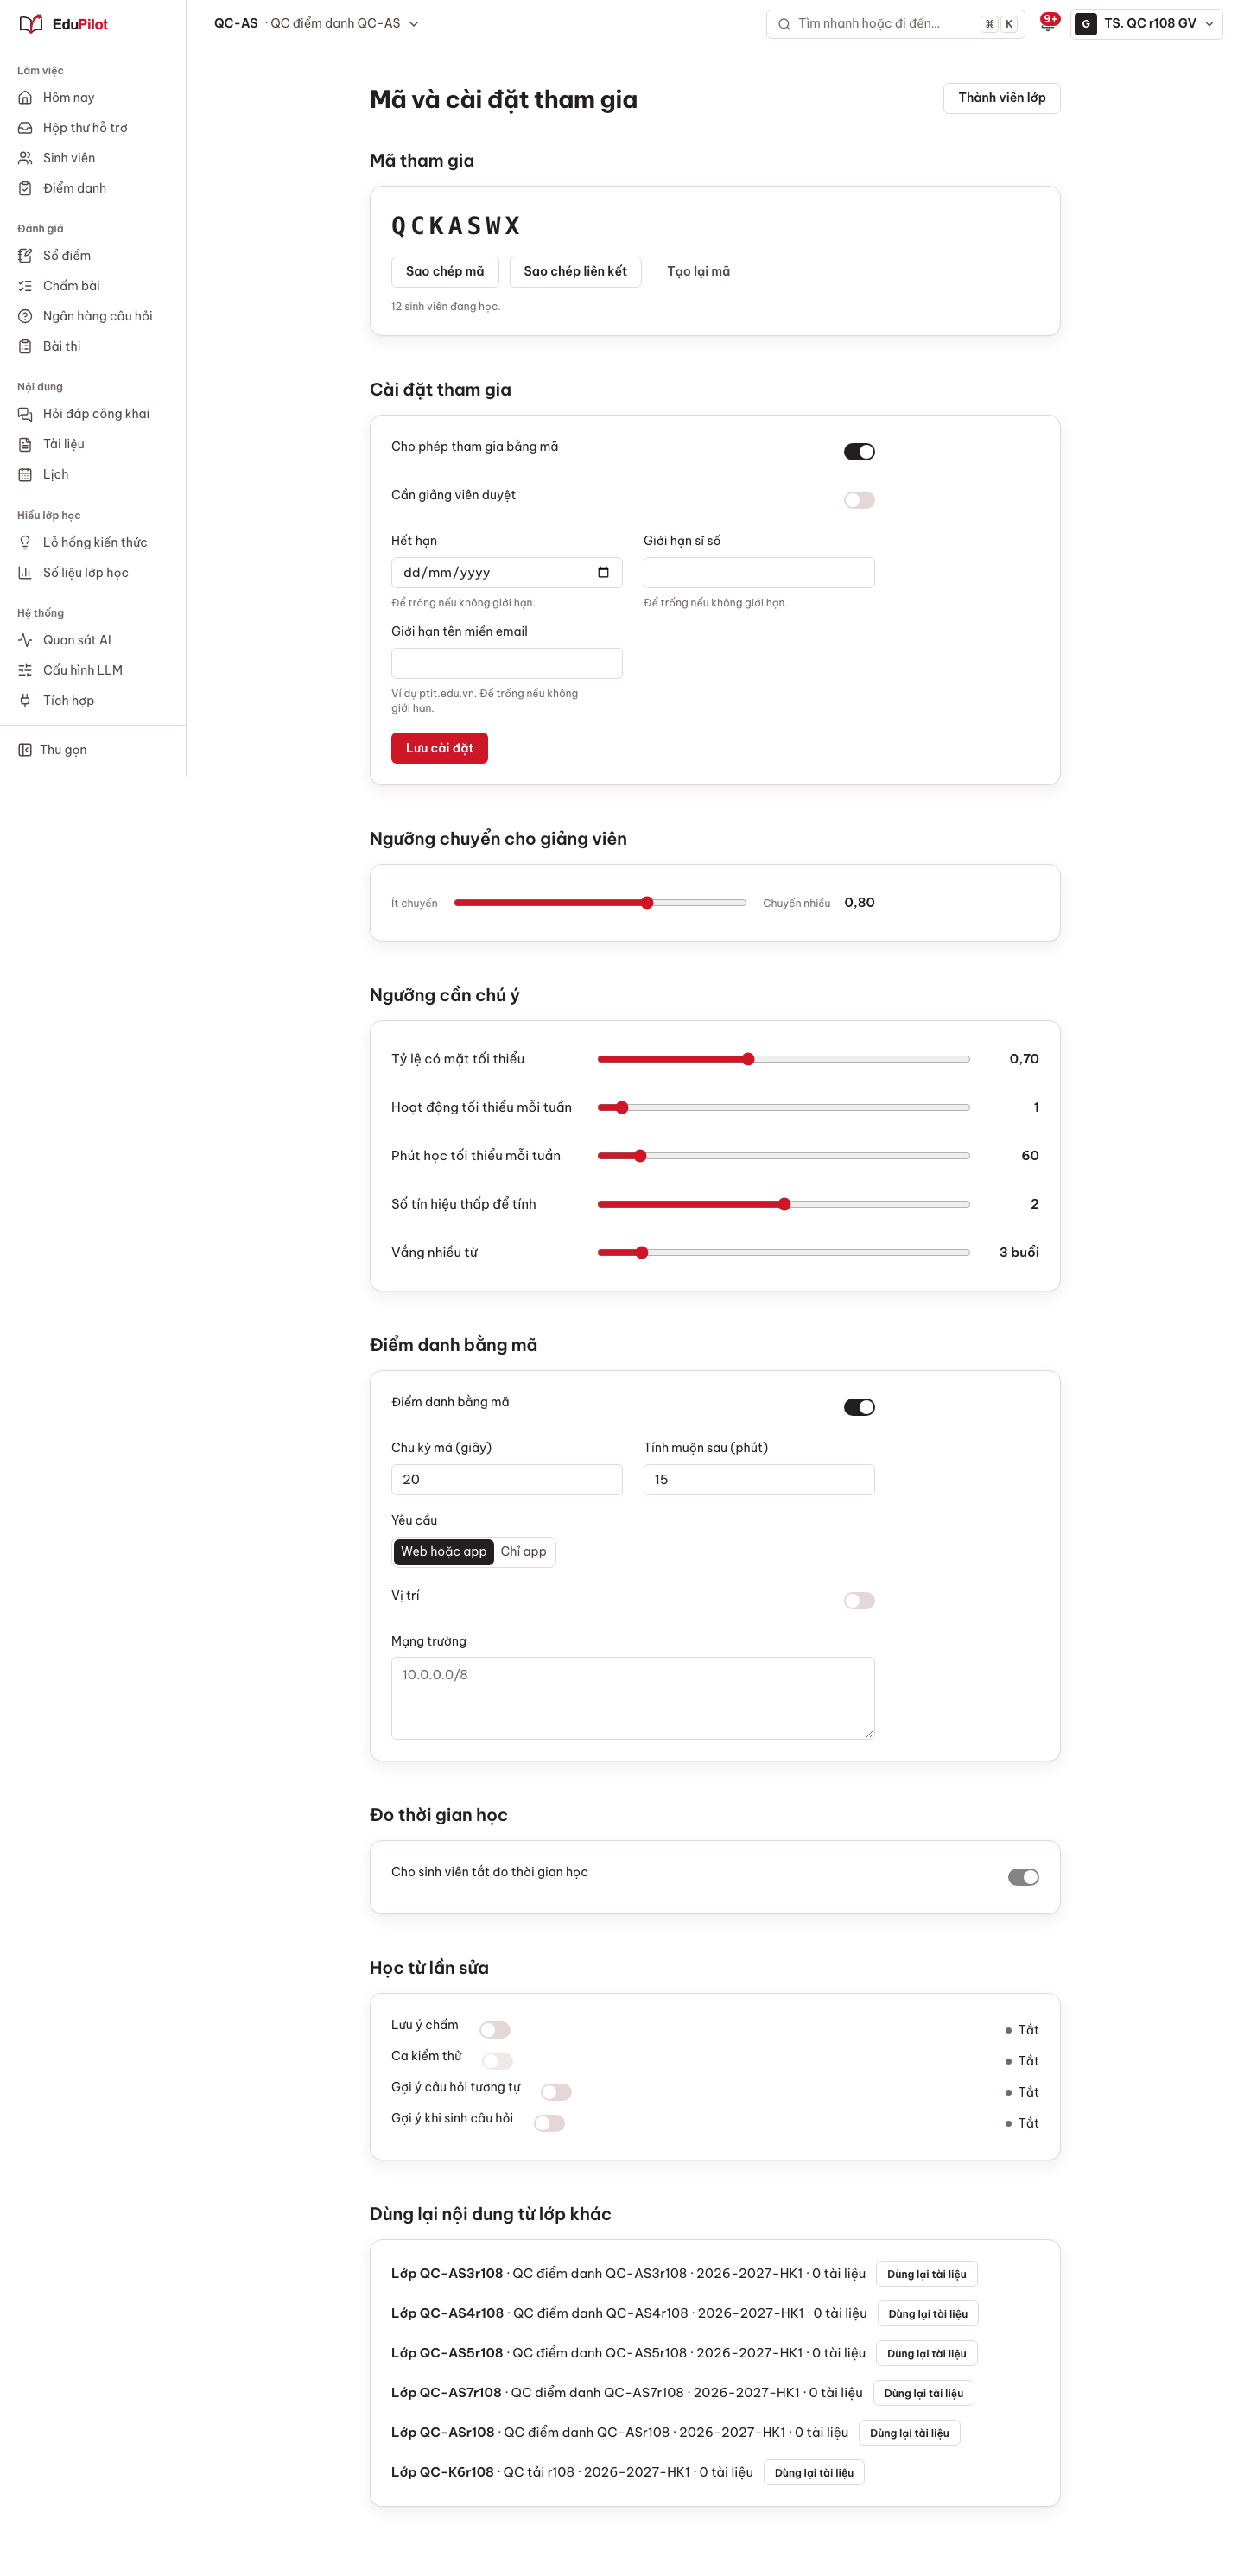 EduPilot
QC-AS · QC điểm danh QC-AS
Tìm nhanh hoặc đi đến...
⌘ K
9+
G
TS. QC r108 GV
Làm việc
Hôm nay
Hộp thư hỗ trợ
Sinh viên
Điểm danh
Đánh giá
Sổ điểm
Chấm bài
Ngân hàng câu hỏi
Bài thi
Nội dung
Hỏi đáp công khai
Tài liệu
Lịch
Hiểu lớp học
Lỗ hổng kiến thức
Số liệu lớp học
Hệ thống
Quan sát AI
Cấu hình LLM
Tích hợp
Thu gọn
Mã và cài đặt tham gia
Thành viên lớp
Mã tham gia
QCKASWX
Sao chép mã
Sao chép liên kết
Tạo lại mã
12 sinh viên đang học.
Cài đặt tham gia
Cho phép tham gia bằng mã
Cần giảng viên duyệt
Hết hạn
Giới hạn sĩ số
dd/mm/yyyy
Để trống nếu không giới hạn.
Để trống nếu không giới hạn.
Giới hạn tên miền email
Ví dụ ptit.edu.vn. Để trống nếu không
giới hạn.
Lưu cài đặt
Ngưỡng chuyển cho giảng viên
Ít chuyển
Chuyển nhiều
0,80
Ngưỡng cần chú ý
Tỷ lệ có mặt tối thiểu
0,70
Hoạt động tối thiểu mỗi tuần
1
Phút học tối thiểu mỗi tuần
60
Số tín hiệu thấp để tính
2
Vắng nhiều từ
3 buổi
Điểm danh bằng mã
Điểm danh bằng mã
Chu kỳ mã (giây)
Tính muộn sau (phút)
20
15
Yêu cầu
Web hoặc app
Chỉ app
Vị trí
Mạng trường
10.0.0.0/8
Đo thời gian học
Cho sinh viên tắt đo thời gian học
Học từ lần sửa
Lưu ý chấm
Tắt
Ca kiểm thử
Tắt
Gợi ý câu hỏi tương tự
Tắt
Gợi ý khi sinh câu hỏi
Tắt
Dùng lại nội dung từ lớp khác
Lớp QC-AS3r108 · QC điểm danh QC-AS3r108 · 2026-2027-HK1 · 0 tài liệu
Dùng lại tài liệu
Lớp QC-AS4r108 · QC điểm danh QC-AS4r108 · 2026-2027-HK1 · 0 tài liệu
Dùng lại tài liệu
Lớp QC-AS5r108 · QC điểm danh QC-AS5r108 · 2026-2027-HK1 · 0 tài liệu
Dùng lại tài liệu
Lớp QC-AS7r108 · QC điểm danh QC-AS7r108 · 2026-2027-HK1 · 0 tài liệu
Dùng lại tài liệu
Lớp QC-ASr108 · QC điểm danh QC-ASr108 · 2026-2027-HK1 · 0 tài liệu
Dùng lại tài liệu
Lớp QC-K6r108 · QC tải r108 · 2026-2027-HK1 · 0 tài liệu
Dùng lại tài liệu